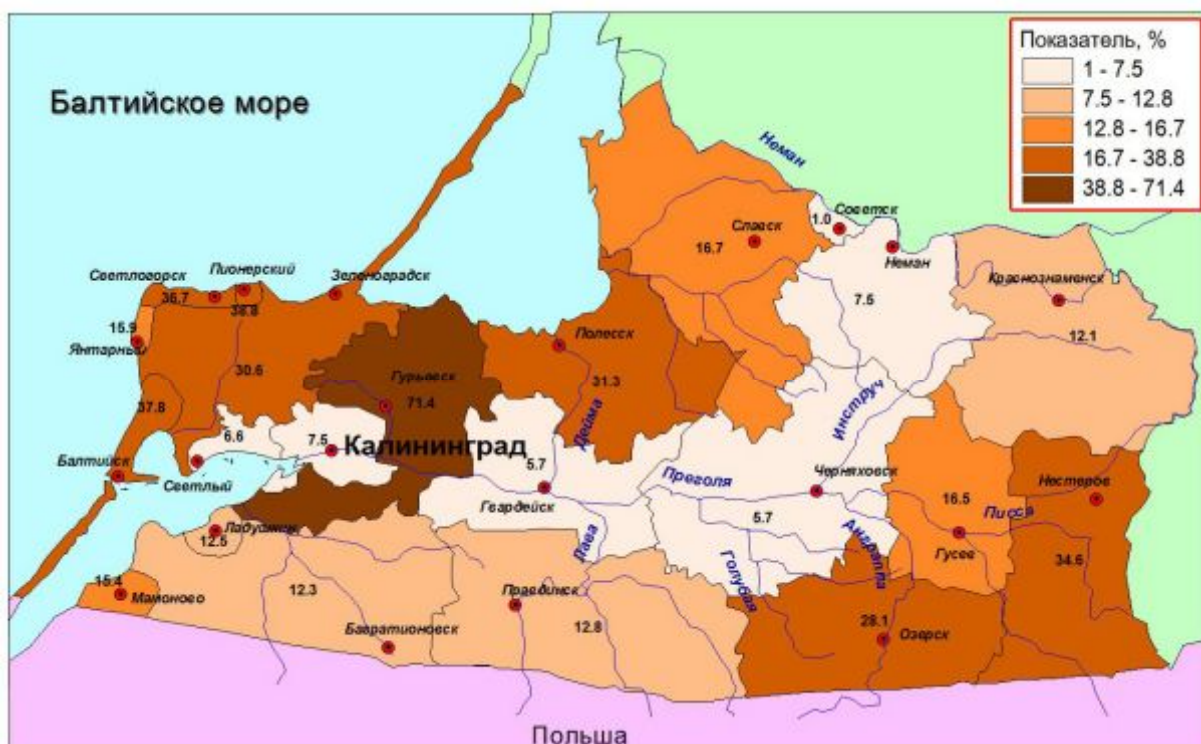 Балтийское море
Показатель, %
1 - 7.5
7.5 - 12.8
12.8 - 16.7
16.7 - 38.8
38.8 - 71.4
Неман
Советск
1.0
Славск
16.7
Неман
Светлогорск
Пионерский
Зеленоградск
36.7
38.8
Краснознаменск
7.5
12.1
15.9
Янтарный
Полесск
31.3
30.6
Гурьевск
71.4
37.8
Инструч
Дейма
6.6
7.5
Калининград
Балтийск
Светлый
5.7
Преголя
Черняховск
Нестеров
Гвардейск
5.7
16.5
Писса
Ладушкин
12.5
Лава
Анграпа
Гусев
Голубая
34.6
15.4
Мамоново
12.3
Правдинск
12.8
28.1
Озерск
Багратионовск
Польша